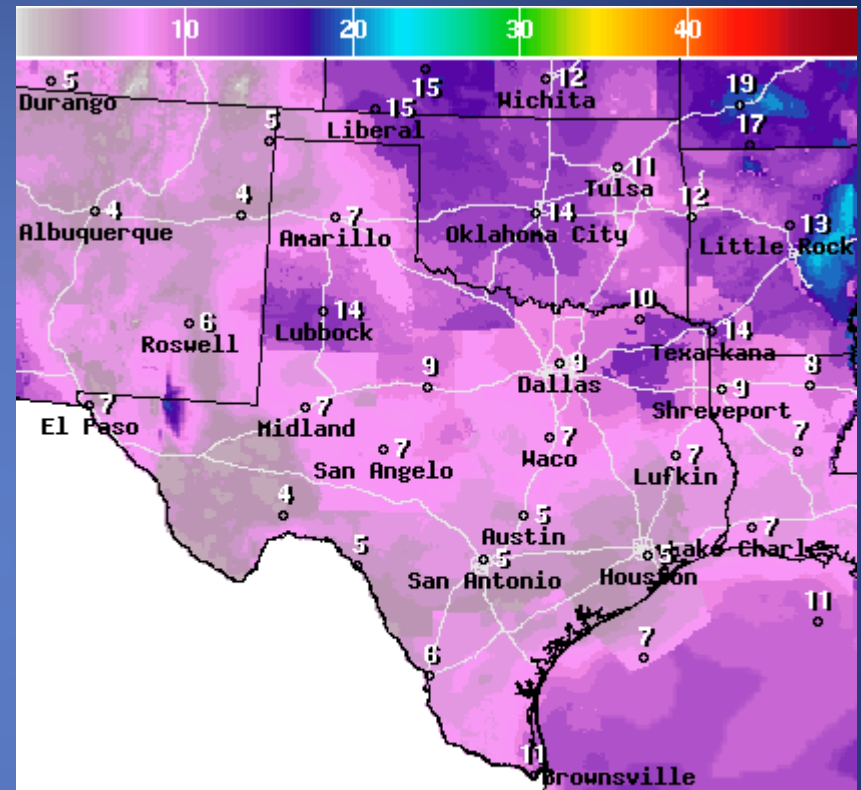 10 20 30 40
5
Durango
15
12
Wichita
19
15
Liberal
17
5
11
Tulsa
4
Albuquerque
4
7
Amarillo
14
Oklahoma City
12
13
Little Rock
6
Roswell
14
Lubbock
10
14
Texarkana
9
9
Dallas
9
Shreveport
8
7
El Paso
7
Midland
7
San Angelo
7
Waco
7
Lufkin
7
4
5
Austin
7
Lake Charle
5
5
San Antonio
5
Houston
11
7
6
11
Brownsville